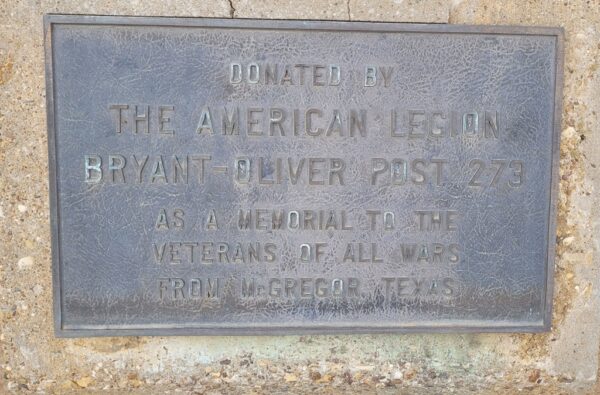 DONATED BY
THE AMERICAN LEGION
BRYANT-OLIVER POST 273
AS A MEMORIAL TO THE
VETERANS OF ALL WARS
FROM McGREGOR, TEXAS